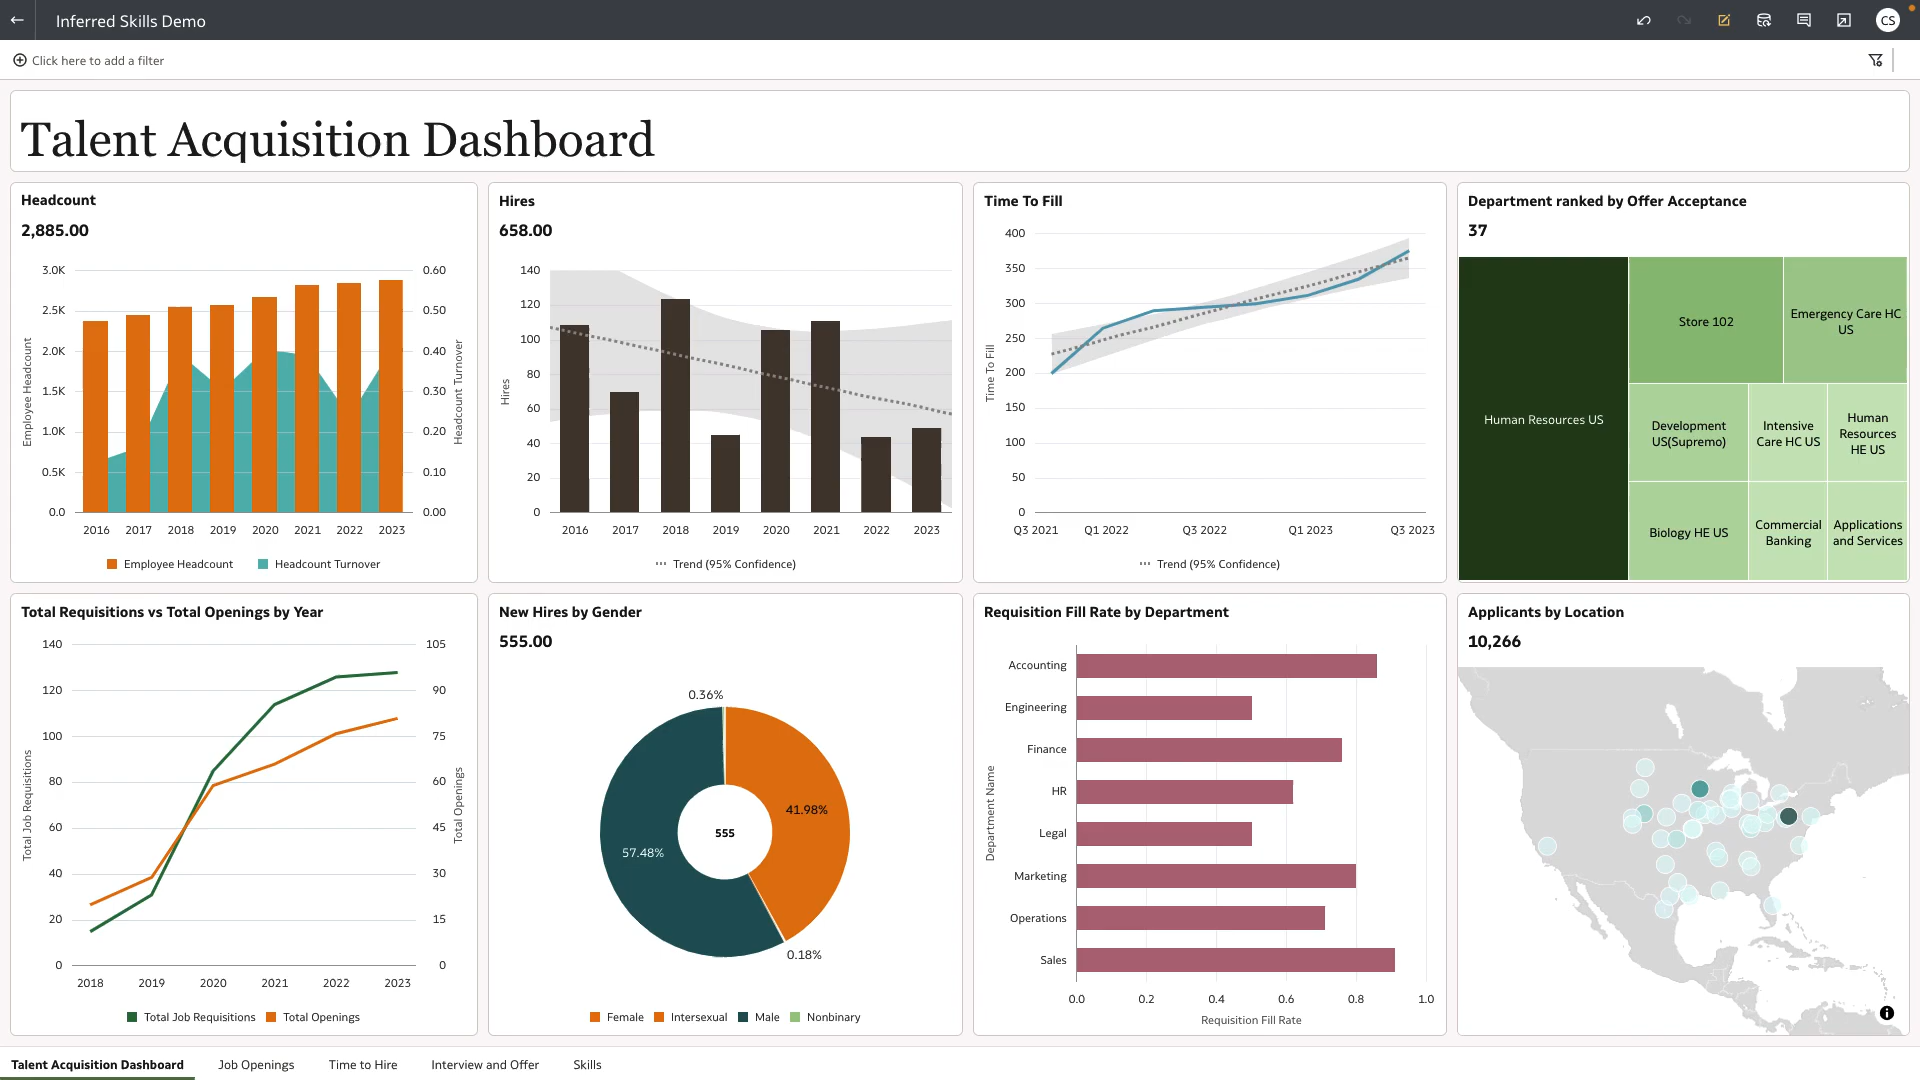 Inferred Skills Demo
CS
Click here to add a filter
Talent Acquisition Dashboard
Headcount
2,885.00
3.0K
2.5K
2.0K
1.5K
1.0K
0.5K
0.0
Employee Headcount
0.60
0.50
0.40
0.30
0.20
0.10
0.00
Headcount Turnover
2016 2017 2018 2019 2020 2021 2022 2023
Employee Headcount Headcount Turnover
Hires
658.00
140
120
100
80
60
40
20
0
Hires
2016 2017 2018 2019 2020 2021 2022 2023
Trend (95% Confidence)
Time To Fill
400
350
300
250
200
150
100
50
0
Time To Fill
Q3 2021 Q1 2022 Q3 2022 Q1 2023 Q3 2023
Trend (95% Confidence)
Department ranked by Offer Acceptance
37
Human Resources US
Store 102
Emergency Care HC
US
Development
US(Supremo)
Intensive
Care HC US
Human
Resources
HE US
Biology HE US
Commercial
Banking
Applications
and Services
Total Requisitions vs Total Openings by Year
140
120
100
80
60
40
20
0
Total Job Requisitions
105
90
75
60
45
30
15
0
Total Openings
2018 2019 2020 2021 2022 2023
Total Job Requisitions Total Openings
New Hires by Gender
555.00
0.36%
41.98%
555
57.48%
0.18%
Female Intersexual Male Nonbinary
Requisition Fill Rate by Department
Department Name
Accounting
Engineering
Finance
HR
Legal
Marketing
Operations
Sales
0.0 0.2 0.4 0.6 0.8 1.0
Requisition Fill Rate
Applicants by Location
10,266
Talent Acquisition Dashboard Job Openings Time to Hire Interview and Offer Skills